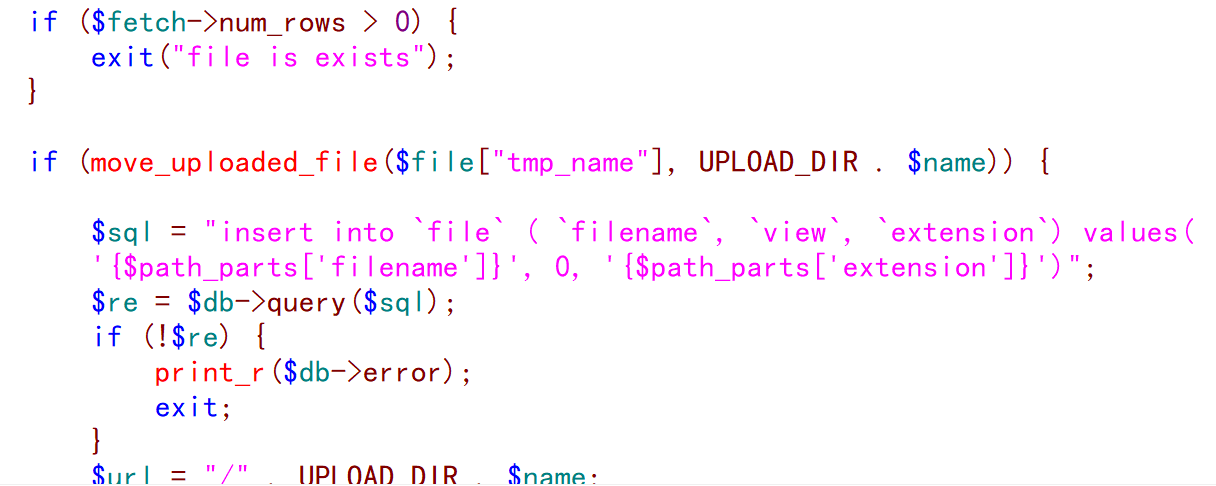 if ($fetch->num_rows > 0) {
exit("file is exists");
}
if (move_uploaded_file($file["tmp_name"], UPLOAD_DIR . $name)) {
$sql = "insert into `file` ( `filename`, `view`, `extension`) values(
'{$path_parts['filename']}', 0, '{$path_parts['extension']}')";
$re = $db->query($sql);
if (!$re) {
print_r($db->error);
exit;
}
$url = "/" . UPLOAD_DIR . $name;